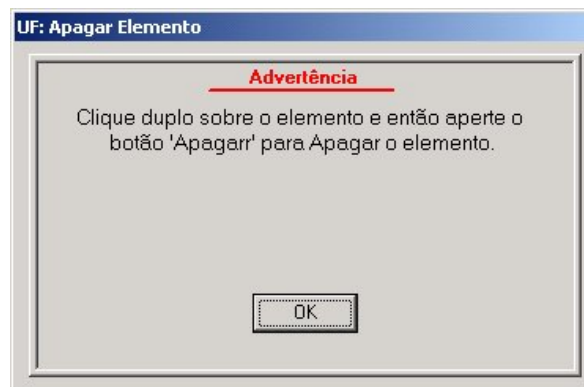 UF: Apagar Elemento
Advertência
Clique duplo sobre o elemento e então aperte o
botão 'Apagarr' para Apagar o elemento.
OK